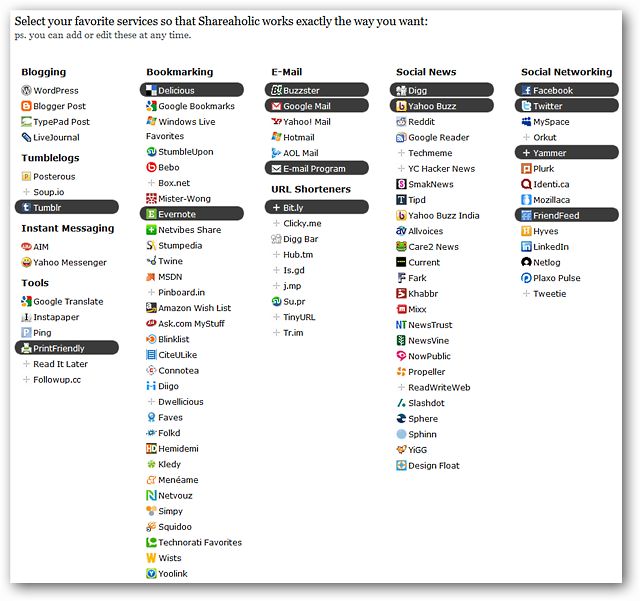 Select your favorite services so that Shareaholic works exactly the way you want:
ps. you can add or edit these at any time.
Blogging
WordPress
Blogger Post
TypePad Post
LiveJournal
Tumblelogs
Posterous
Soup.io
Tumblr
Instant Messaging
AIM
Yahoo Messenger
Tools
Google Translate
Instapaper
Ping
PrintFriendly
Read It Later
Followup.cc
Bookmarking
Delicious
Google Bookmarks
Windows Live
Favorites
StumbleUpon
Bebo
Box.net
Mister-Wong
Evernote
Netvibes Share
Stumpedia
Twine
MSDN
Pinboard.in
Amazon Wish List
Ask.com MyStuff
Blinklist
CiteULike
Connotea
Diigo
Dwellicious
Faves
Folkd
Hemidemi
Kledy
Menéame
Netvouz
Simpy
Squidoo
Technorati Favorites
Wists
Yoolink
E-Mail
Buzzster
Google Mail
Yahoo! Mail
Hotmail
AOL Mail
E-mail Program
URL Shorteners
Bit.ly
Clicky.me
Digg Bar
Hub.tm
Is.gd
j.mp
Su.pr
TinyURL
Tr.im
Social News
Digg
Yahoo Buzz
Reddit
Google Reader
Techmeme
YC Hacker News
SmakNews
Tipd
Yahoo Buzz India
Allvoices
Care2 News
Current
Fark
Khabbr
Mixx
NewsTrust
NewsVine
NowPublic
Propeller
ReadWriteWeb
Slashdot
Sphere
Sphinn
YiGG
Design Float
Social Networking
Facebook
Twitter
MySpace
Orkut
Yammer
Plurk
Identi.ca
Mozillaca
FriendFeed
Hyves
LinkedIn
Netlog
Plaxo Pulse
Tweetie